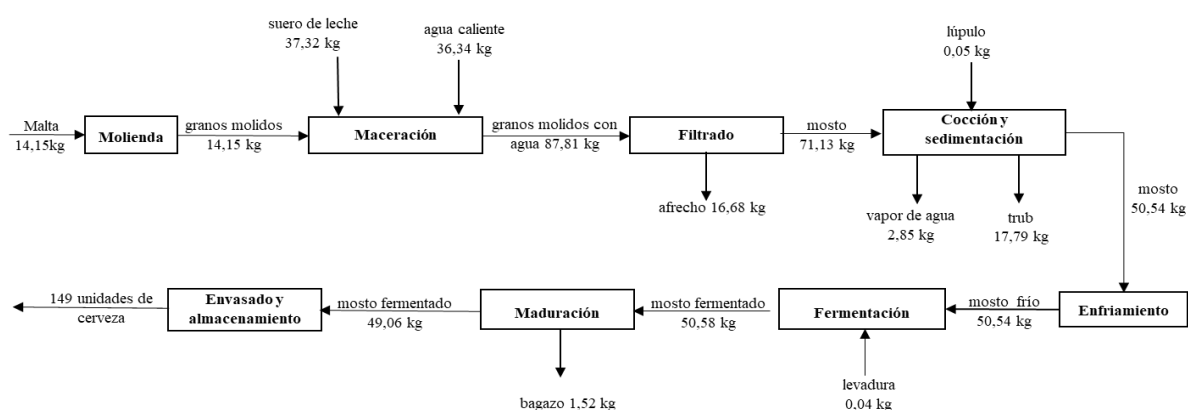 suero de leche
37,32 kg
agua caliente
36,34 kg
lúpulo
0,05 kg
Malta
14,15kg
Molienda
granos molidos
14,15 kg
Maceración
granos molidos con
agua 87,81 kg
Filtrado
mosto
71,13 kg
Cocción y
sedimentación
afrecho 16,68 kg
vapor de agua
2,85 kg
trub
17,79 kg
mosto
50,54 kg
149 unidades de
cerveza
Envasado y
almacenamiento
mosto fermentado
49,06 kg
Maduración
mosto fermentado
50,58 kg
Fermentación
mosto frío
50,54 kg
Enfriamiento
bagazo 1,52 kg
levadura
0,04 kg